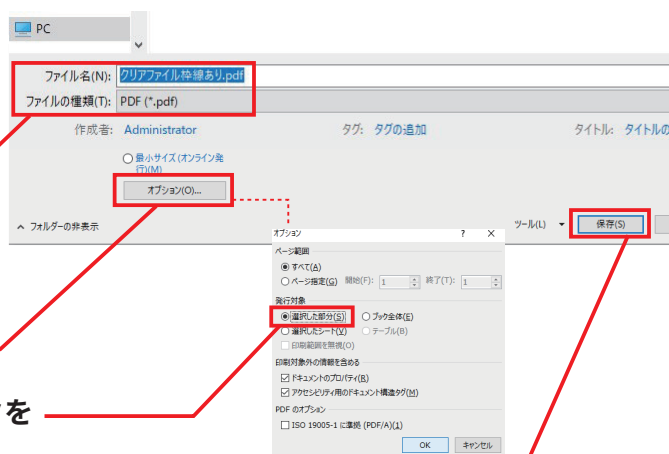 PC
ファイル名(N): クリアファイル枠線あり.pdf
ファイルの種類(T): PDF (*.pdf)
作成者: Administrator タグ: タグの追加 タイトル: タイトルの
最小サイズ(オンライン発
行)(M)
オプション(O)...
フォルダーの非表示
ツール(L) 保存(S)
オプション ? ×
ページ範囲
すべて(A)
ページ指定(G) 開始(F): 1 終了(T): 1
発行対象
選択した部分(S) ブック全体(E)
選択したシート(V) テーブル(B)
印刷範囲を無視(O)
印刷対象外の情報を含める
ドキュメントのプロパティ(R)
アクセシビリティ用のドキュメント構造タグ(M)
PDF のオプション
ISO 19005-1 に準拠 (PDF/A)(1)
OK キャンセル
を